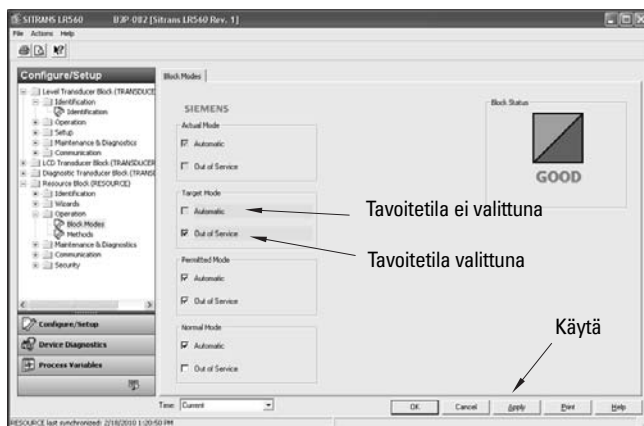 SITRANS LR560 BJP-082 [Sitrans LR560 Rev. 1]
File Actions Help
Configure/Setup
Level Transducer Block (TRANSDUCE
Identification
Identification
Operation
Setup
Maintenance & Diagnostics
Communication
LCD Transducer Block (TRANSDUCER
Diagnostic Transducer Block (TRANSD
Resource Block (RESOURCE)
Identification
Wizards
Operation
Block Modes
Methods
Maintenance & Diagnostics
Communication
Security
Configure/Setup
Device Diagnostics
Process Variables
Block Modes
SIEMENS
Actual Mode
Automatic
Out of Service
Target Mode
Automatic
Out of Service
Permitted Mode
Automatic
Out of Service
Normal Mode
Automatic
Out of Service
Block Status
GOOD
Tavoitetila ei valittuna
Tavoitetila valittuna
Käytä
Time: Current
OK Cancel Apply Print Help
RESOURCE last synchronized: 2/18/2010 1:20:50 PM